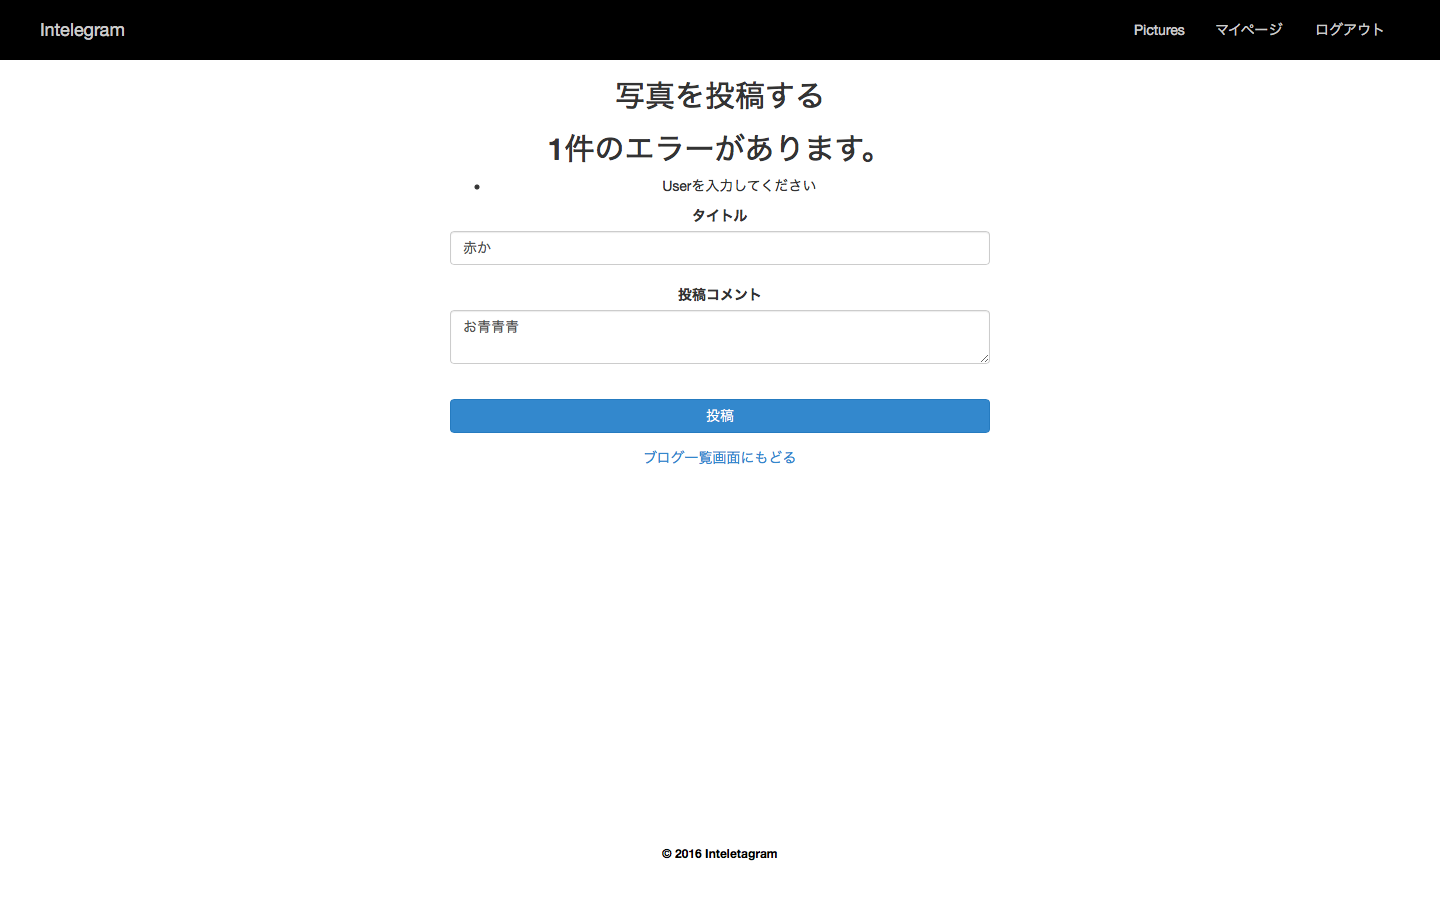 Intelegram
Pictures マイページ ログアウト
写真を投稿する
1件のエラーがあります。
Userを入力してください
タイトル
赤か
投稿コメント
お青青青
投稿
ブログ一覧画面にもどる
© 2016 Inteletagram